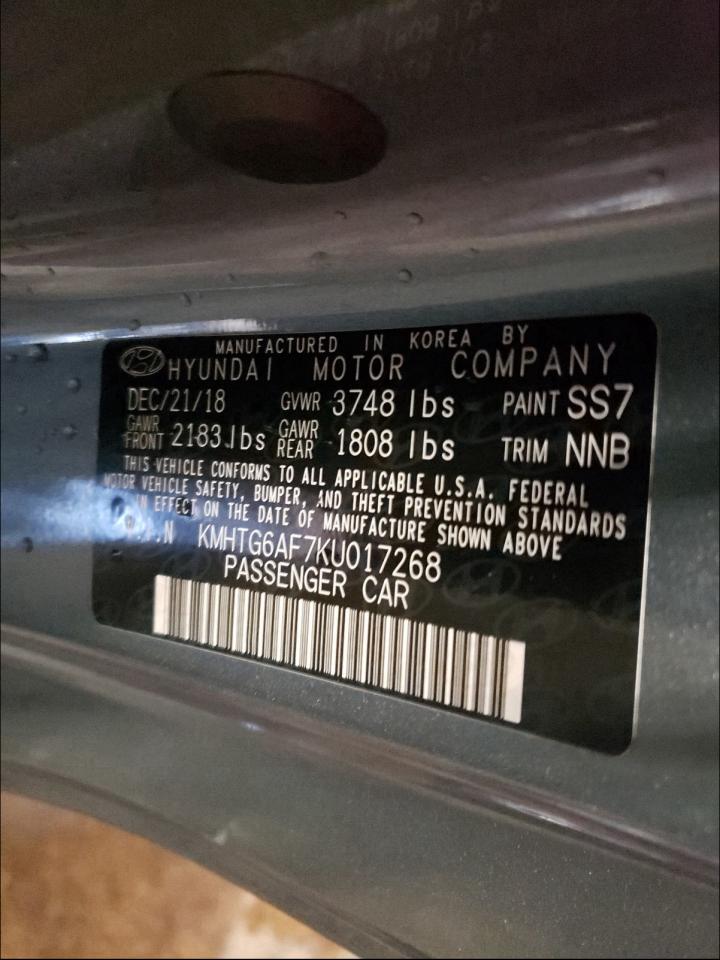 MANUFACTURED IN KOREA BY
HYUNDAI MOTOR COMPANY
DEC/21/18 GVWR 3748 lbs PAINT SS7
GAWR FRONT 2183 lbs GAWR REAR 1808 lbs TRIM NNB
THIS VEHICLE CONFORMS TO ALL APPLICABLE U.S.A. FEDERAL
MOTOR VEHICLE SAFETY, BUMPER, AND THEFT PREVENTION STANDARDS
IN EFFECT ON THE DATE OF MANUFACTURE SHOWN ABOVE
V.I.N KMHTG6AF7KU017268
PASSENGER CAR